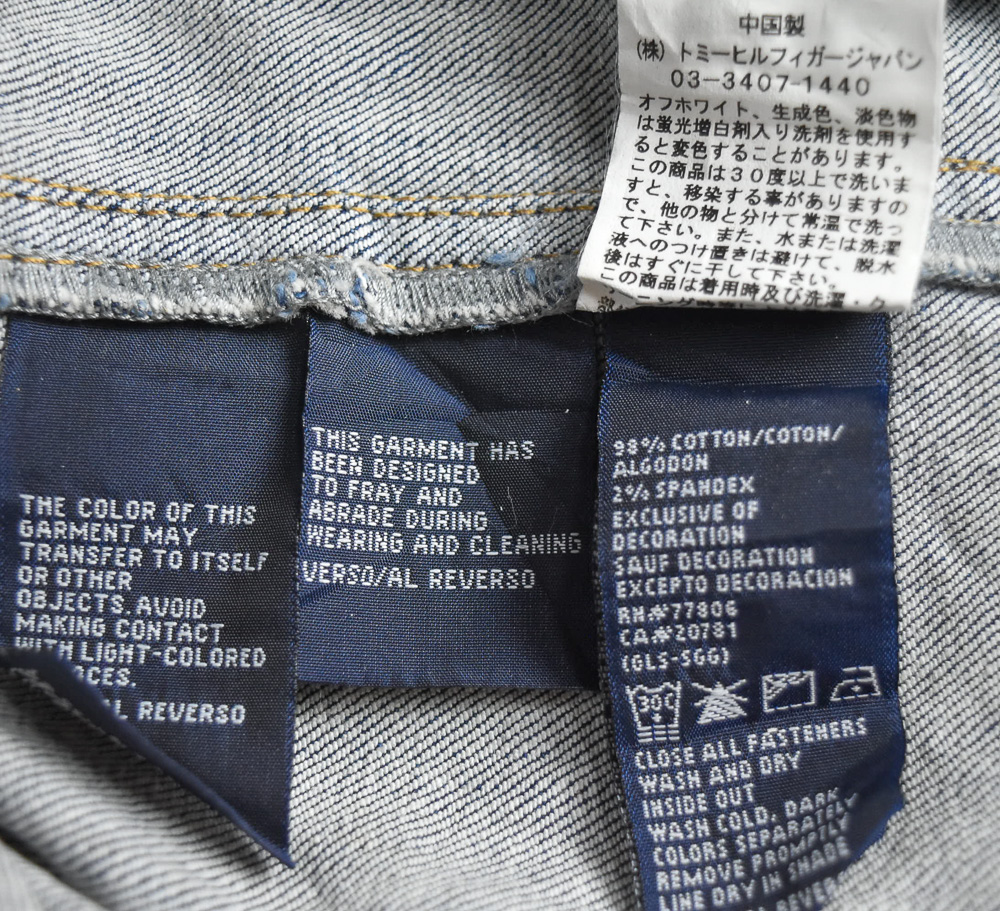 中国製
(株) トミーヒルフィガージャパン
03-3407-1440
オフホワイト、生成色、淡色物
は蛍光増白剤入り洗剤を使用す
ると変色することがあります。
この商品は30度以上で洗いま
すと、移染する事がありますの
で、他の物と分けて常温で洗っ
て下さい。また、水または洗濯
液へのつけ置きは避けて、脱水
後はすぐに干して下さい。
この商品は着用時及び洗濯・ク
THE COLOR OF THIS
GARMENT MAY
TRANSFER TO ITSELF
OR OTHER
OBJECTS. AVOID
MAKING CONTACT
WITH LIGHT-COLORED
REVERSO
THIS GARMENT HAS
BEEN DESIGNED
TO FRAY AND
ABRADE DURING
WEARING AND CLEANING
VERSO/AL REVERSO
98% COTTON/COTON/
ALGODON
2% SPANDEX
EXCLUSIVE OF
DECORATION
SAUF DECORATION
EXCEPTO DECORACION
RN#77806
CA#20781
(GLS-SGG)
30°
CLOSE ALL FASTENERS
WASH AND DRY
INSIDE OUT
WASH COLD, DARK
COLORS SEPARATELY
REMOVE PROMPTLY
LINE DRY IN SHADE